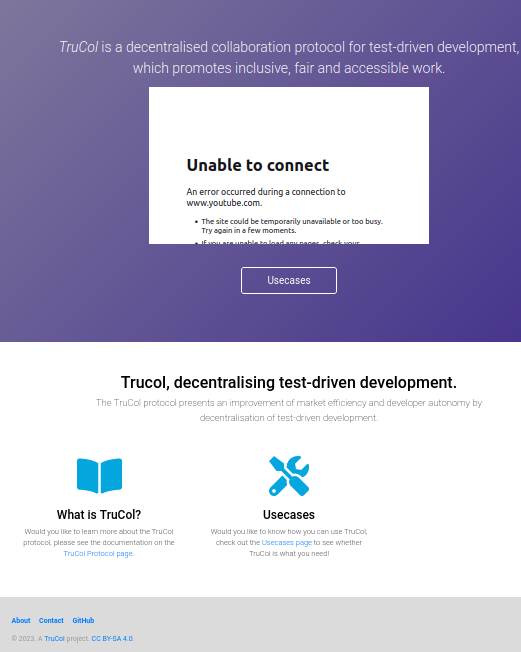 TruCol is a decentralised collaboration protocol for test-driven development,
which promotes inclusive, fair and accessible work.
Unable to connect
An error occurred during a connection to
www.youtube.com.
• The site could be temporarily unavailable or too busy.
Try again in a few moments.
• If you are unable to load any pages, check your
Usecases
Trucol, decentralising test-driven development.
The TruCol protocol presents an improvement of market efficiency and developer autonomy by
decentralisation of test-driven development.
What is TruCol?
Would you like to learn more about the TruCol
protocol, please see the documentation on the
TruCol Protocol page.
Usecases
Would you like to know how you can use TruCol,
check out the Usecases page to see whether
TruCol is what you need!
About Contact GitHub
© 2023. A TruCol project. CC BY-SA 4.0.